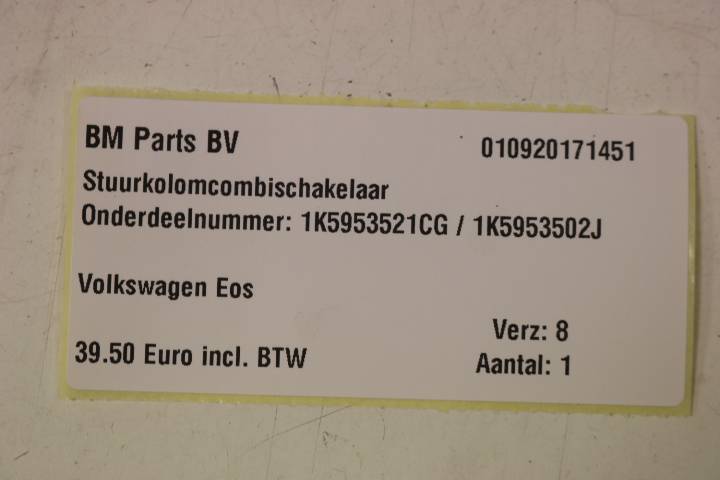 BM Parts BV 010920171451
Stuurkolomcombischakelaar
Onderdeelnummer: 1K5953521CG / 1K5953502J
Volkswagen Eos
Verz: 8
39.50 Euro incl. BTW Aantal: 1